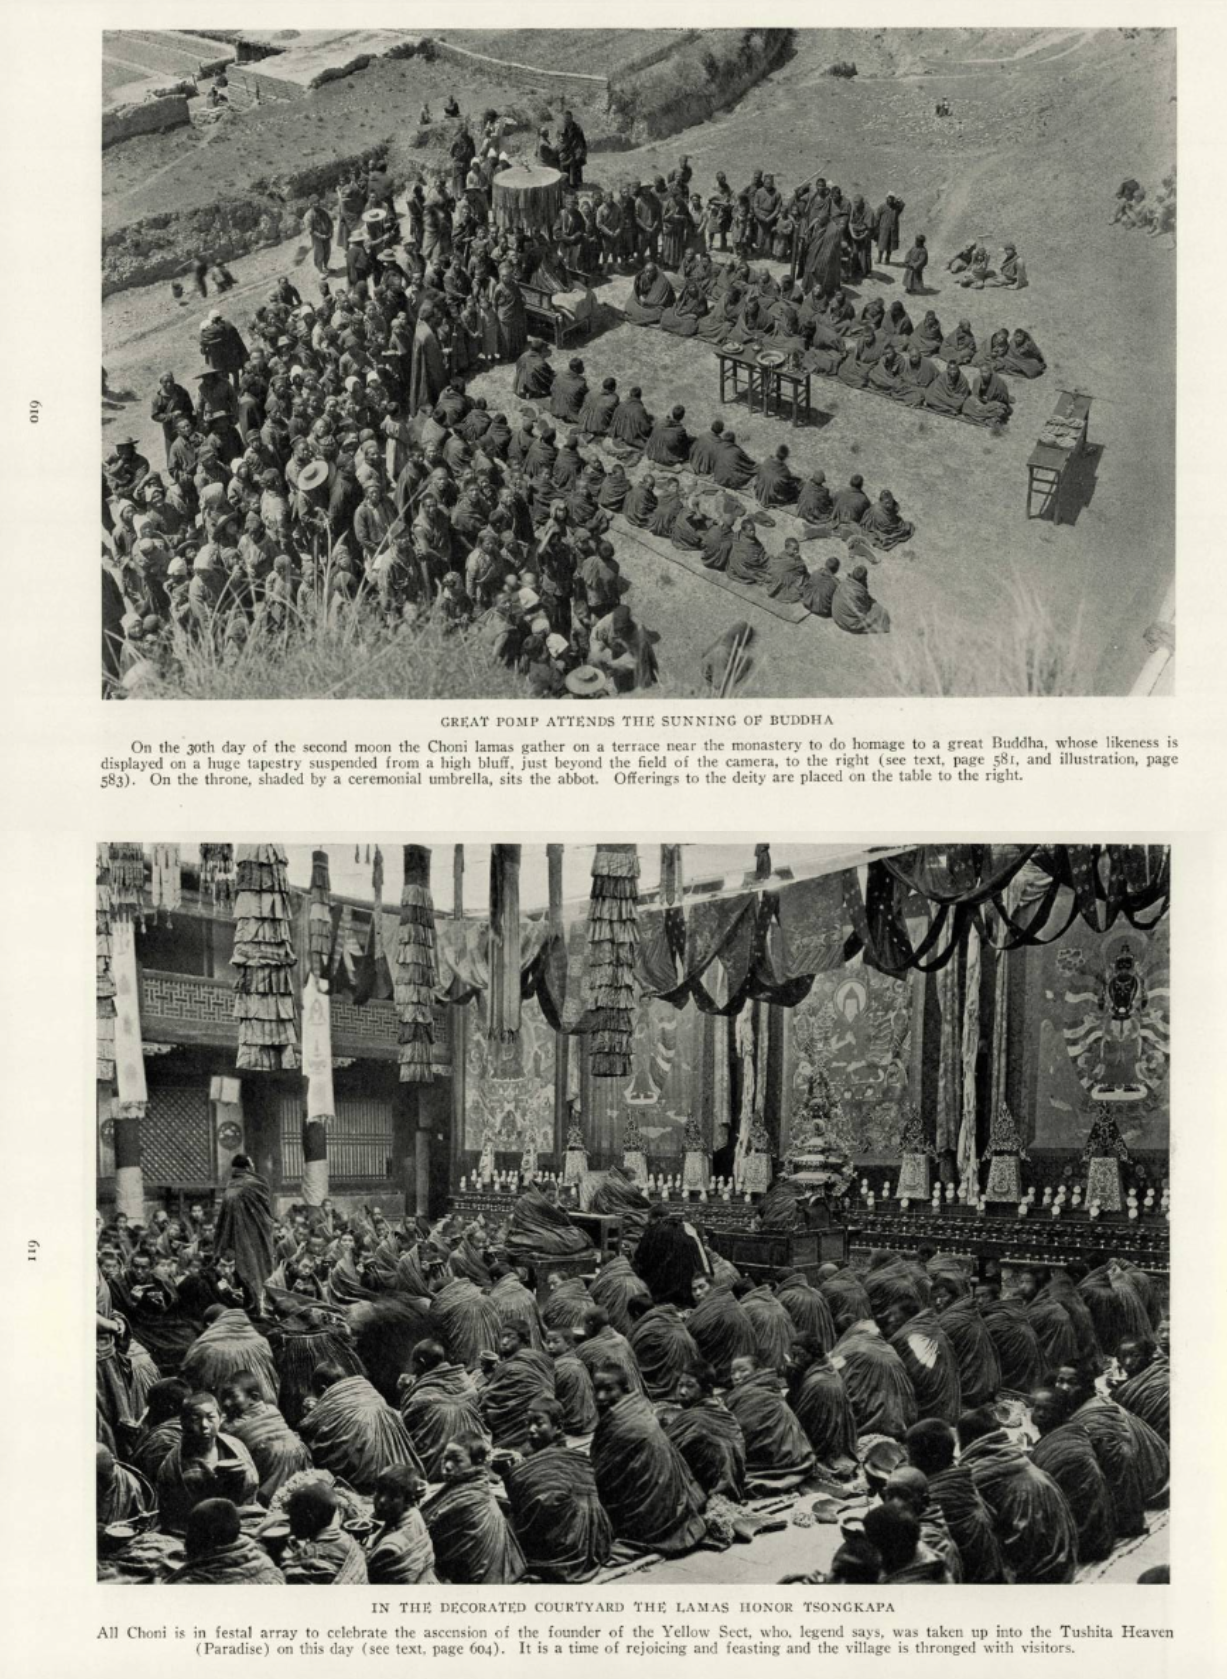 610
GREAT POMP ATTENDS THE SUNNING OF BUDDHA
On the 30th day of the second moon the Choni lamas gather on a terrace near the monastery to do homage to a great Buddha, whose likeness is
displayed on a huge tapestry suspended from a high bluff, just beyond the field of the camera, to the right (see text, page 581, and illustration, page
583). On the throne, shaded by a ceremonial umbrella, sits the abbot. Offerings to the deity are placed on the table to the right.
611
IN THE DECORATED COURTYARD THE LAMAS HONOR TSONGKAPA
All Choni is in festal array to celebrate the ascension of the founder of the Yellow Sect, who, legend says, was taken up into the Tushita Heaven
(Paradise) on this day (see text, page 604). It is a time of rejoicing and feasting and the village is thronged with visitors.